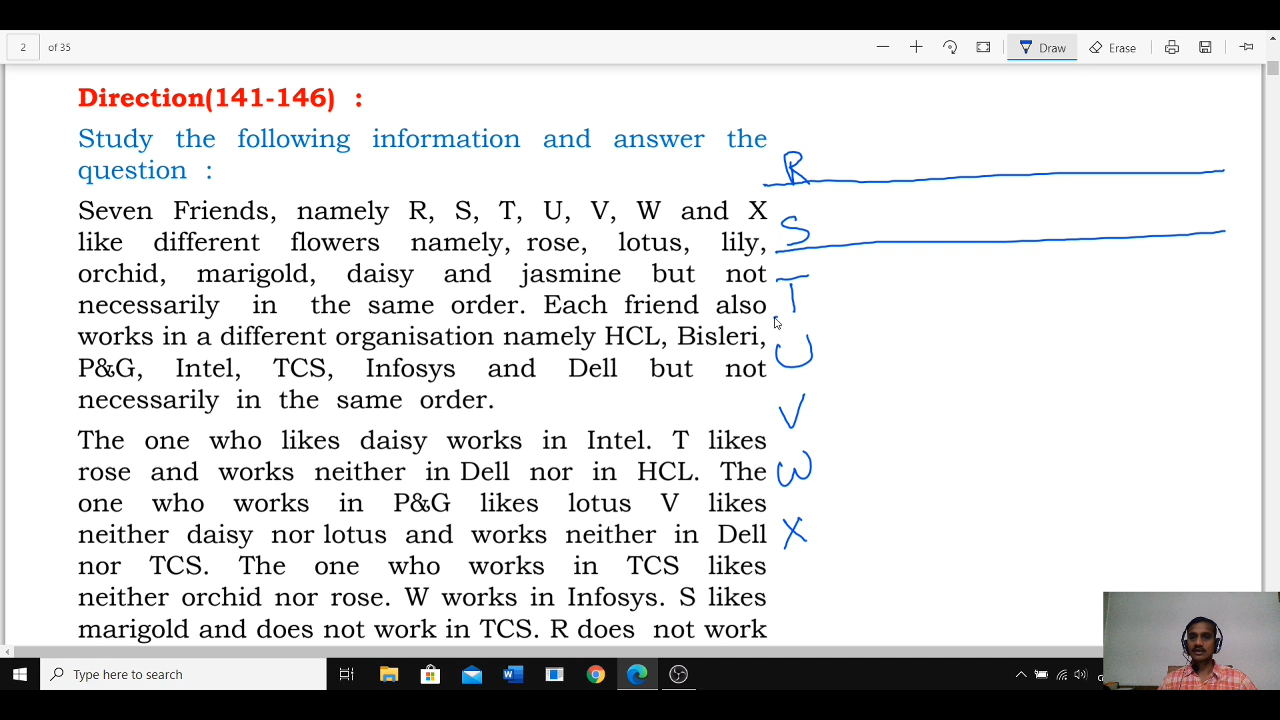 2 of 35 Draw Erase
Direction(141-146) :
Study the following information and answer the
question :
Seven Friends, namely R, S, T, U, V, W and X
like different flowers namely, rose, lotus, lily,
orchid, marigold, daisy and jasmine but not
necessarily in the same order. Each friend also
works in a different organisation namely HCL, Bisleri,
P&G, Intel, TCS, Infosys and Dell but not
necessarily in the same order.
The one who likes daisy works in Intel. T likes
rose and works neither in Dell nor in HCL. The
one who works in P&G likes lotus V likes
neither daisy nor lotus and works neither in Dell
nor TCS. The one who works in TCS likes
neither orchid nor rose. W works in Infosys. S likes
marigold and does not work in TCS. R does not work
R
S
T
U
V
W
X
Type here to search